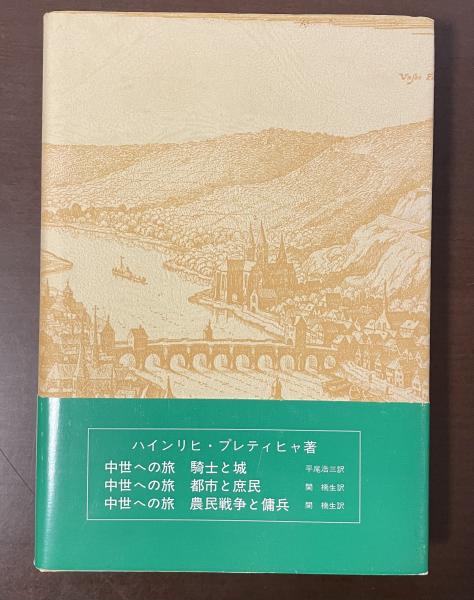 ハインリヒ・プレティヒャ著
中世への旅 騎士と城 平尾浩三訳
中世への旅 都市と庶民 関 楠生訳
中世への旅 農民戦争と傭兵 関 楠生訳